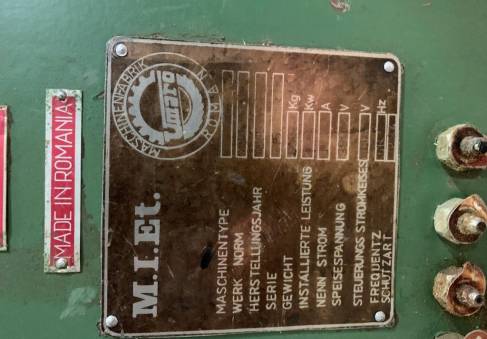 MADE IN ROMANIA
MASCHINENFABRIK
ROMAN
M.I.Et.
MASCHINENTYPE
WERK NORM
HERSTELLUNGSJAHR
SERIE
GEWICHT Kg
INSTALLIERTE LEISTUNG Kw
NENN STROM A
SPEISESPANNUNG V
STEUERUNGS STROMKREISES V
FREQUENTZ Hz
SCHUTZART